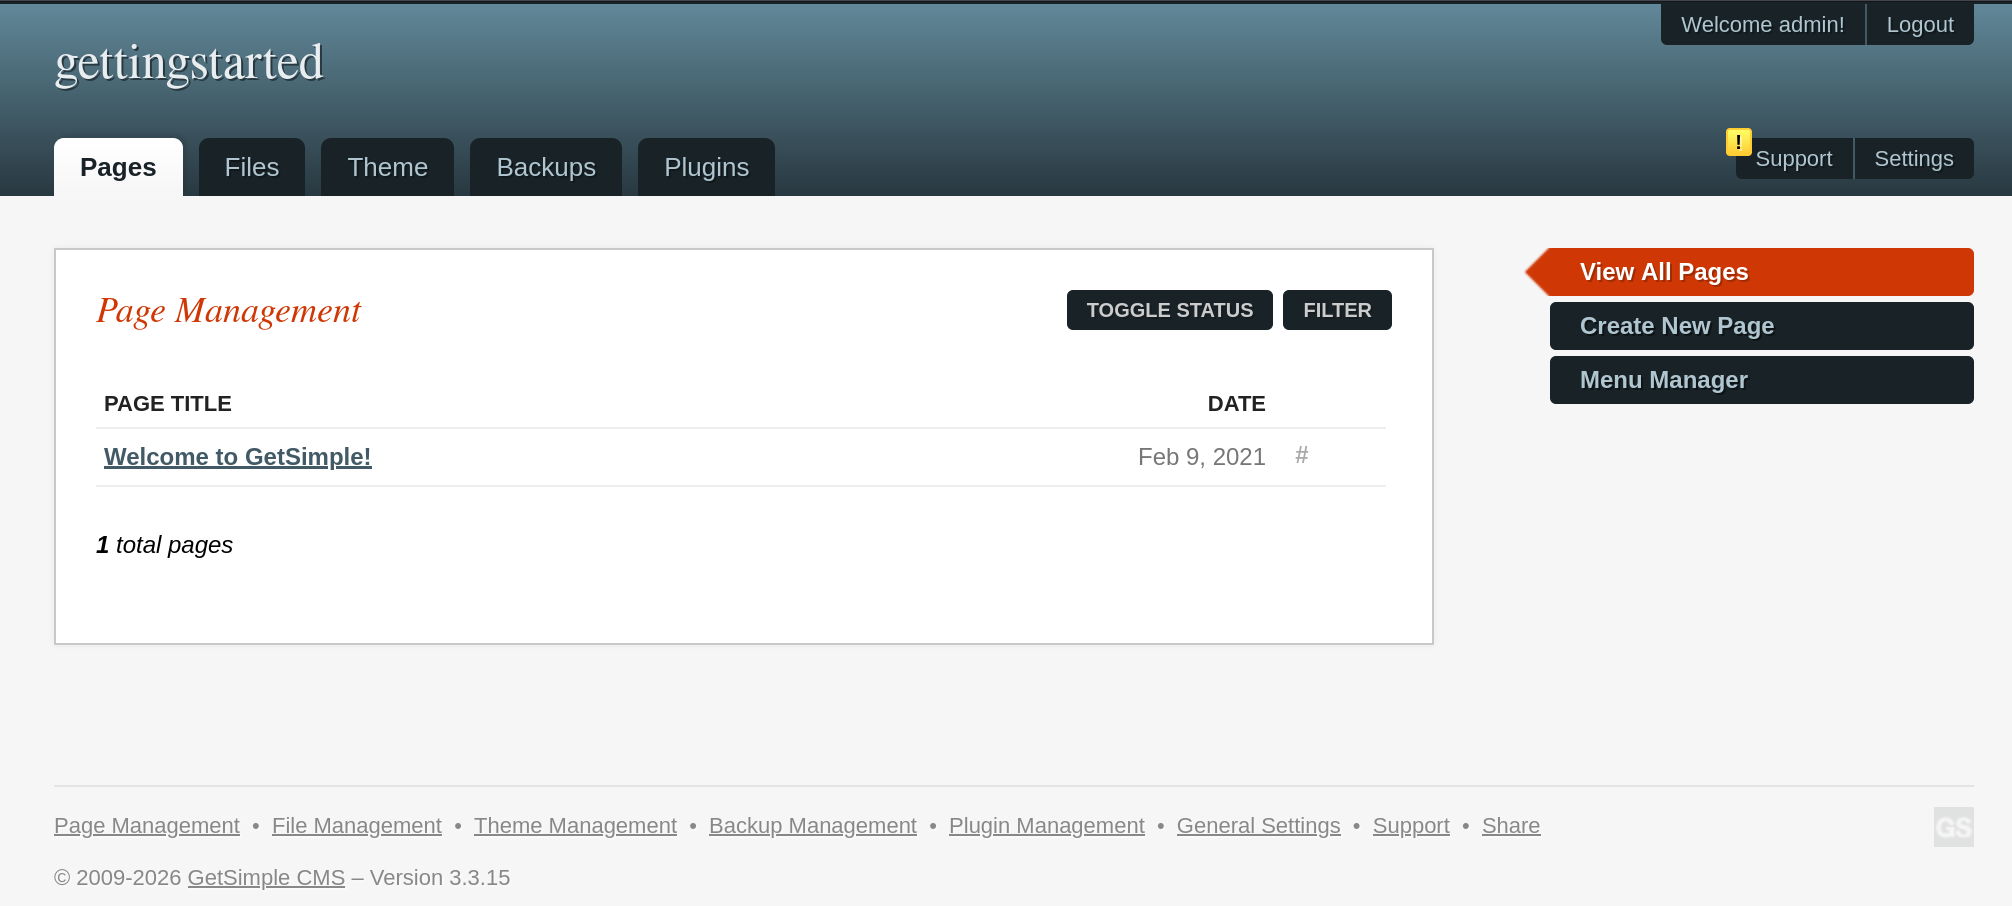 Welcome admin! Logout
gettingstarted
Pages Files Theme Backups Plugins ! Support Settings
Page Management TOGGLE STATUS FILTER
View All Pages
Create New Page
Menu Manager
PAGE TITLE DATE
Welcome to GetSimple! Feb 9, 2021 #
1 total pages
Page Management • File Management • Theme Management • Backup Management • Plugin Management • General Settings • Support • Share
GS
© 2009-2026 GetSimple CMS – Version 3.3.15